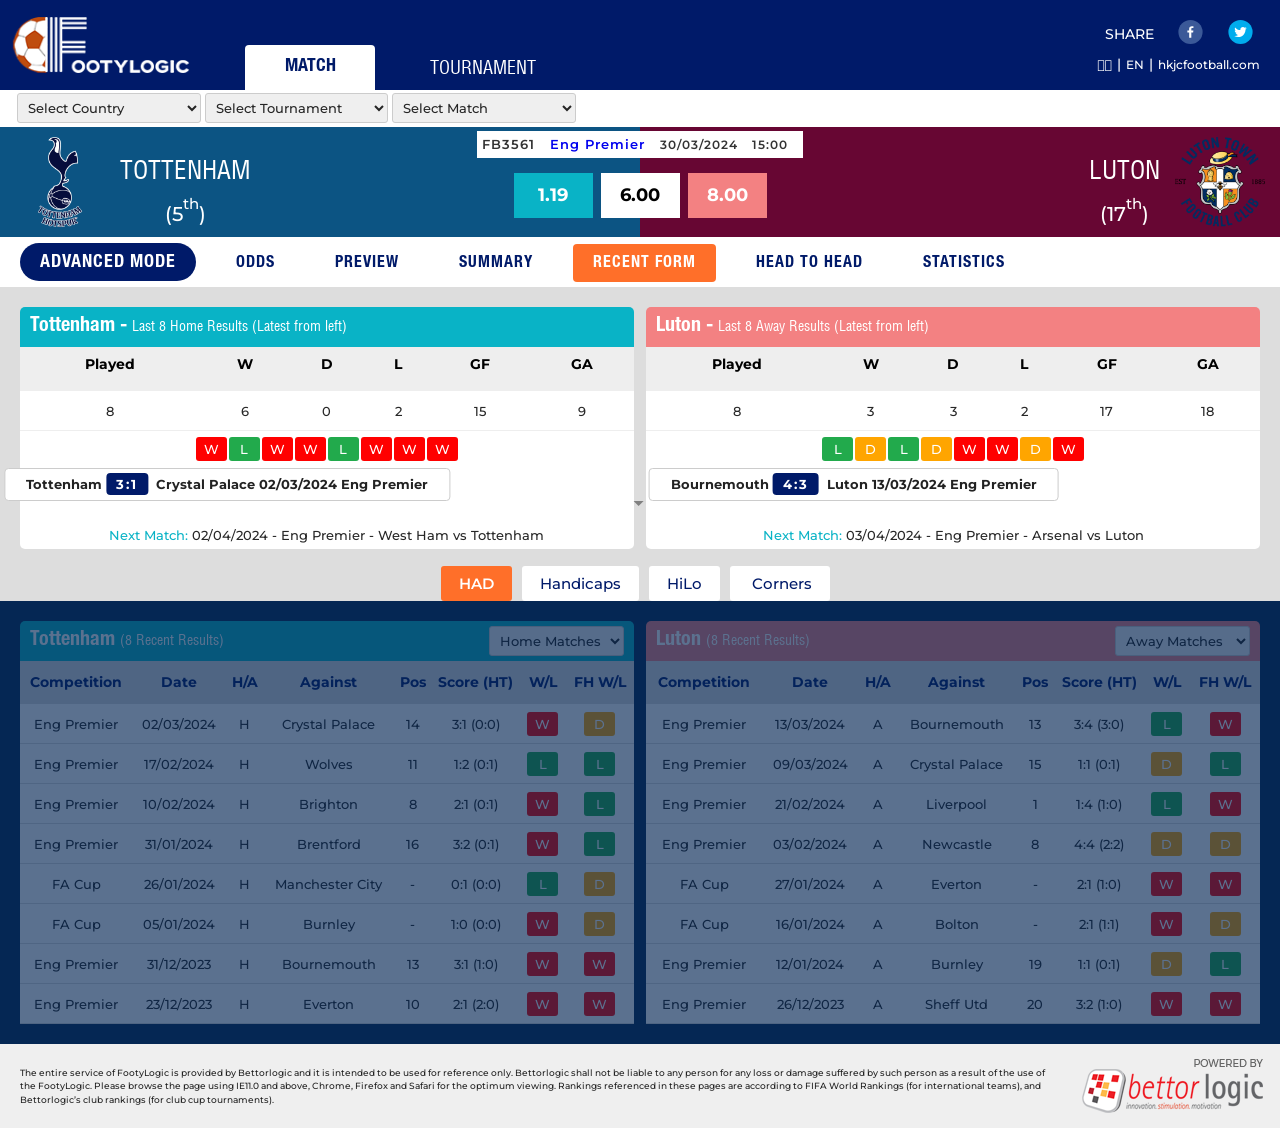 FOOTYLOGIC
MATCH
TOURNAMENT
SHARE
| EN | hkjcfootball.com
Select Country Select Tournament Select Match
FB3561 Eng Premier 30/03/2024 15:00
TOTTENHAM
(5th)
1.19 6.00 8.00
LUTON
(17th)
TOTTENHAM HOTSPUR
LUTON TOWN
EST 1885
FOOTBALL CLUB
ADVANCED MODE ODDS PREVIEW SUMMARY RECENT FORM HEAD TO HEAD STATISTICS
Tottenham - Last 8 Home Results (Latest from left)
Played W D L GF GA
8 6 0 2 15 9
W L W W L W W W
Tottenham 3:1 Crystal Palace 02/03/2024 Eng Premier
Next Match: 02/04/2024 - Eng Premier - West Ham vs Tottenham
Luton - Last 8 Away Results (Latest from left)
Played W D L GF GA
8 3 3 2 17 18
L D L D W W D W
Bournemouth 4:3 Luton 13/03/2024 Eng Premier
Next Match: 03/04/2024 - Eng Premier - Arsenal vs Luton
HAD Handicaps HiLo Corners
Tottenham (8 Recent Results) Home Matches
Competition Date H/A Against Pos Score (HT) W/L FH W/L
Eng Premier 02/03/2024 H Crystal Palace 14 3:1 (0:0) W D
Eng Premier 17/02/2024 H Wolves 11 1:2 (0:1) L L
Eng Premier 10/02/2024 H Brighton 8 2:1 (0:1) W L
Eng Premier 31/01/2024 H Brentford 16 3:2 (0:1) W L
FA Cup 26/01/2024 H Manchester City - 0:1 (0:0) L D
FA Cup 05/01/2024 H Burnley - 1:0 (0:0) W D
Eng Premier 31/12/2023 H Bournemouth 13 3:1 (1:0) W W
Eng Premier 23/12/2023 H Everton 10 2:1 (2:0) W W
Luton (8 Recent Results) Away Matches
Competition Date H/A Against Pos Score (HT) W/L FH W/L
Eng Premier 13/03/2024 A Bournemouth 13 3:4 (3:0) L W
Eng Premier 09/03/2024 A Crystal Palace 15 1:1 (0:1) D L
Eng Premier 21/02/2024 A Liverpool 1 1:4 (1:0) L W
Eng Premier 03/02/2024 A Newcastle 8 4:4 (2:2) D D
FA Cup 27/01/2024 A Everton - 2:1 (1:0) W W
FA Cup 16/01/2024 A Bolton - 2:1 (1:1) W D
Eng Premier 12/01/2024 A Burnley 19 1:1 (0:1) D L
Eng Premier 26/12/2023 A Sheff Utd 20 3:2 (1:0) W W
The entire service of FootyLogic is provided by Bettorlogic and it is intended to be used for reference only. Bettorlogic shall not be liable to any person for any loss or damage suffered by such person as a result of the use of
the FootyLogic. Please browse the page using IE11.0 and above, Chrome, Firefox and Safari for the optimum viewing. Rankings referenced in these pages are according to FIFA World Rankings (for international teams), and
Bettorlogic's club rankings (for club cup tournaments).
POWERED BY
bettor logic
innovation.stimulation.motivation